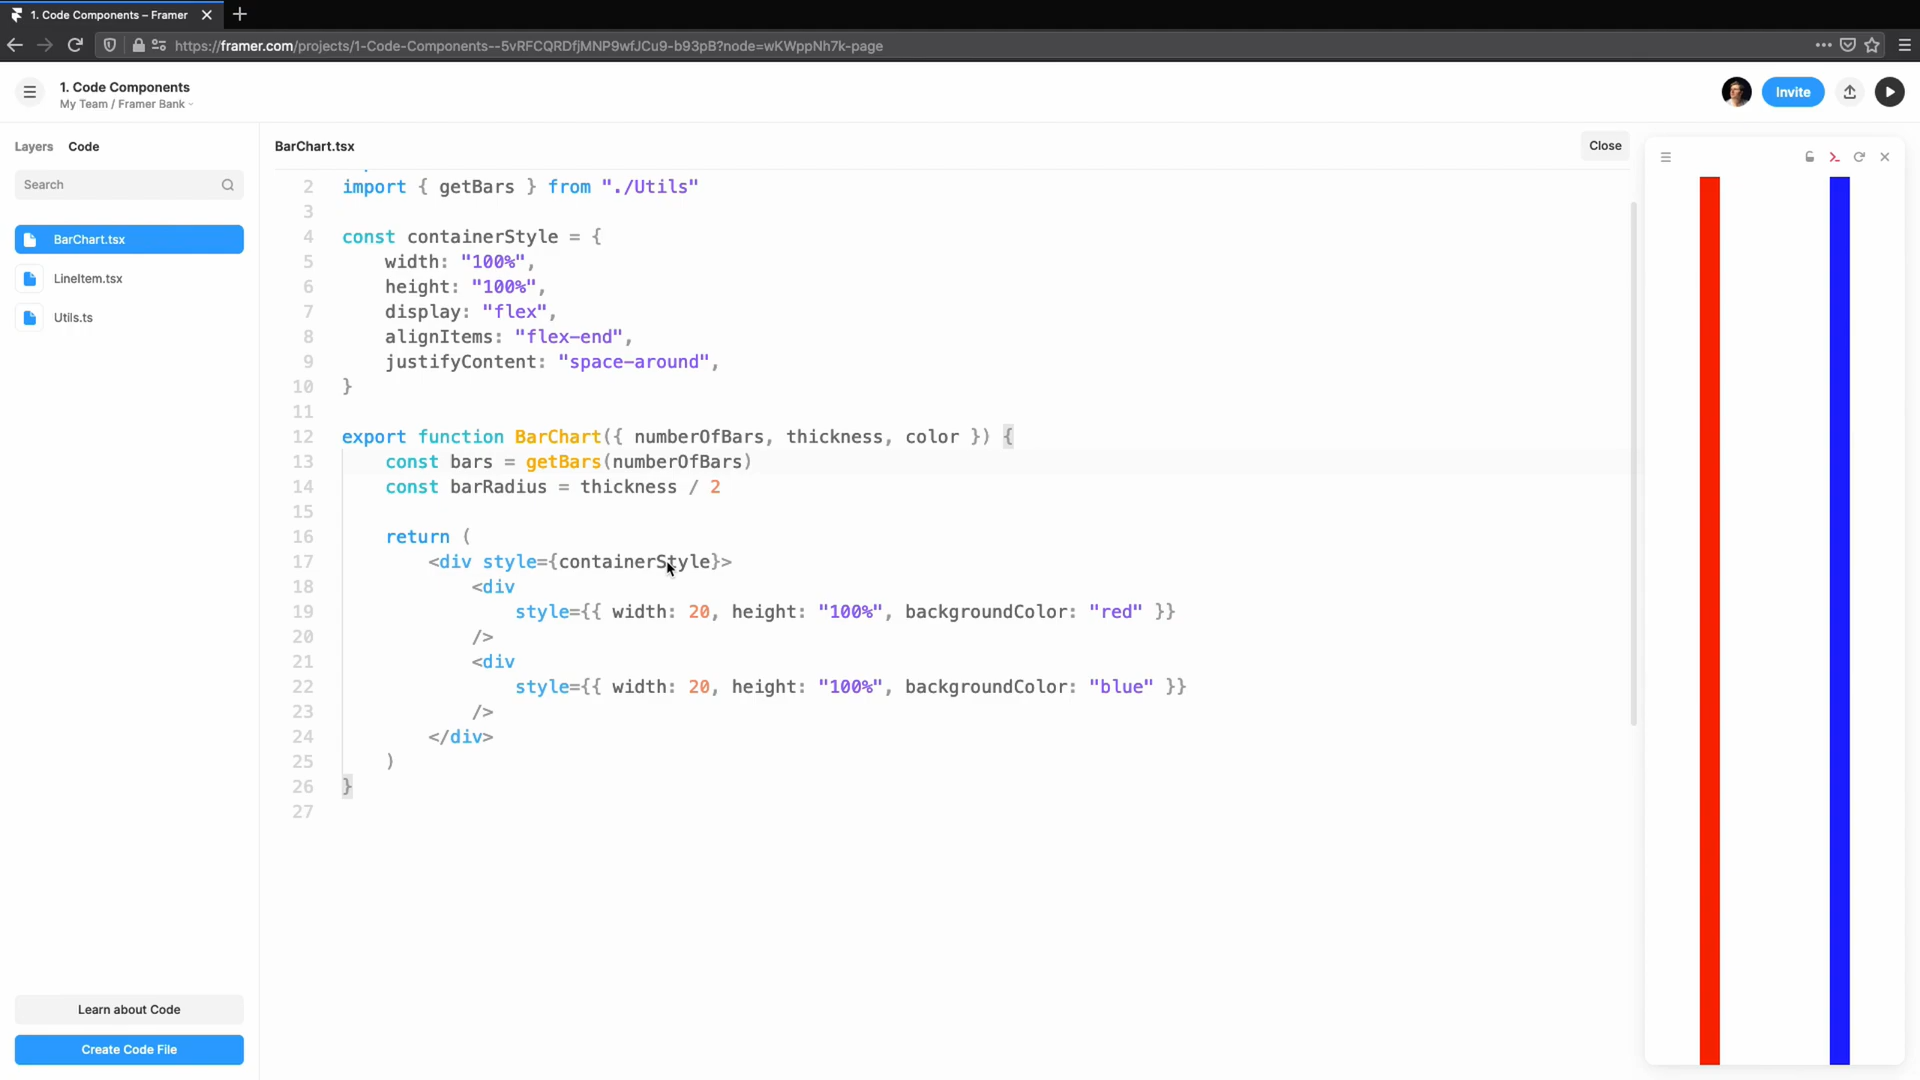 1. Code Components – Framer
https://framer.com/projects/1-Code-Components--5vRFCQRDfjMNP9wfJCu9-b93pB?node=wKWppNh7k-page
1. Code Components
My Team / Framer Bank
Invite
Layers Code
Search
BarChart.tsx
LineItem.tsx
Utils.ts
Learn about Code
Create Code File
BarChart.tsx
Close
2 import { getBars } from "./Utils"
3
4 const containerStyle = {
5 width: "100%",
6 height: "100%",
7 display: "flex",
8 alignItems: "flex-end",
9 justifyContent: "space-around",
10 }
11
12 export function BarChart({ numberOfBars, thickness, color }) {
13 const bars = getBars(numberOfBars)
14 const barRadius = thickness / 2
15
16 return (
17 <div style={containerStyle}>
18 <div
19 style={{ width: 20, height: "100%", backgroundColor: "red" }}
20 />
21 <div
22 style={{ width: 20, height: "100%", backgroundColor: "blue" }}
23 />
24 </div>
25 )
26 }
27